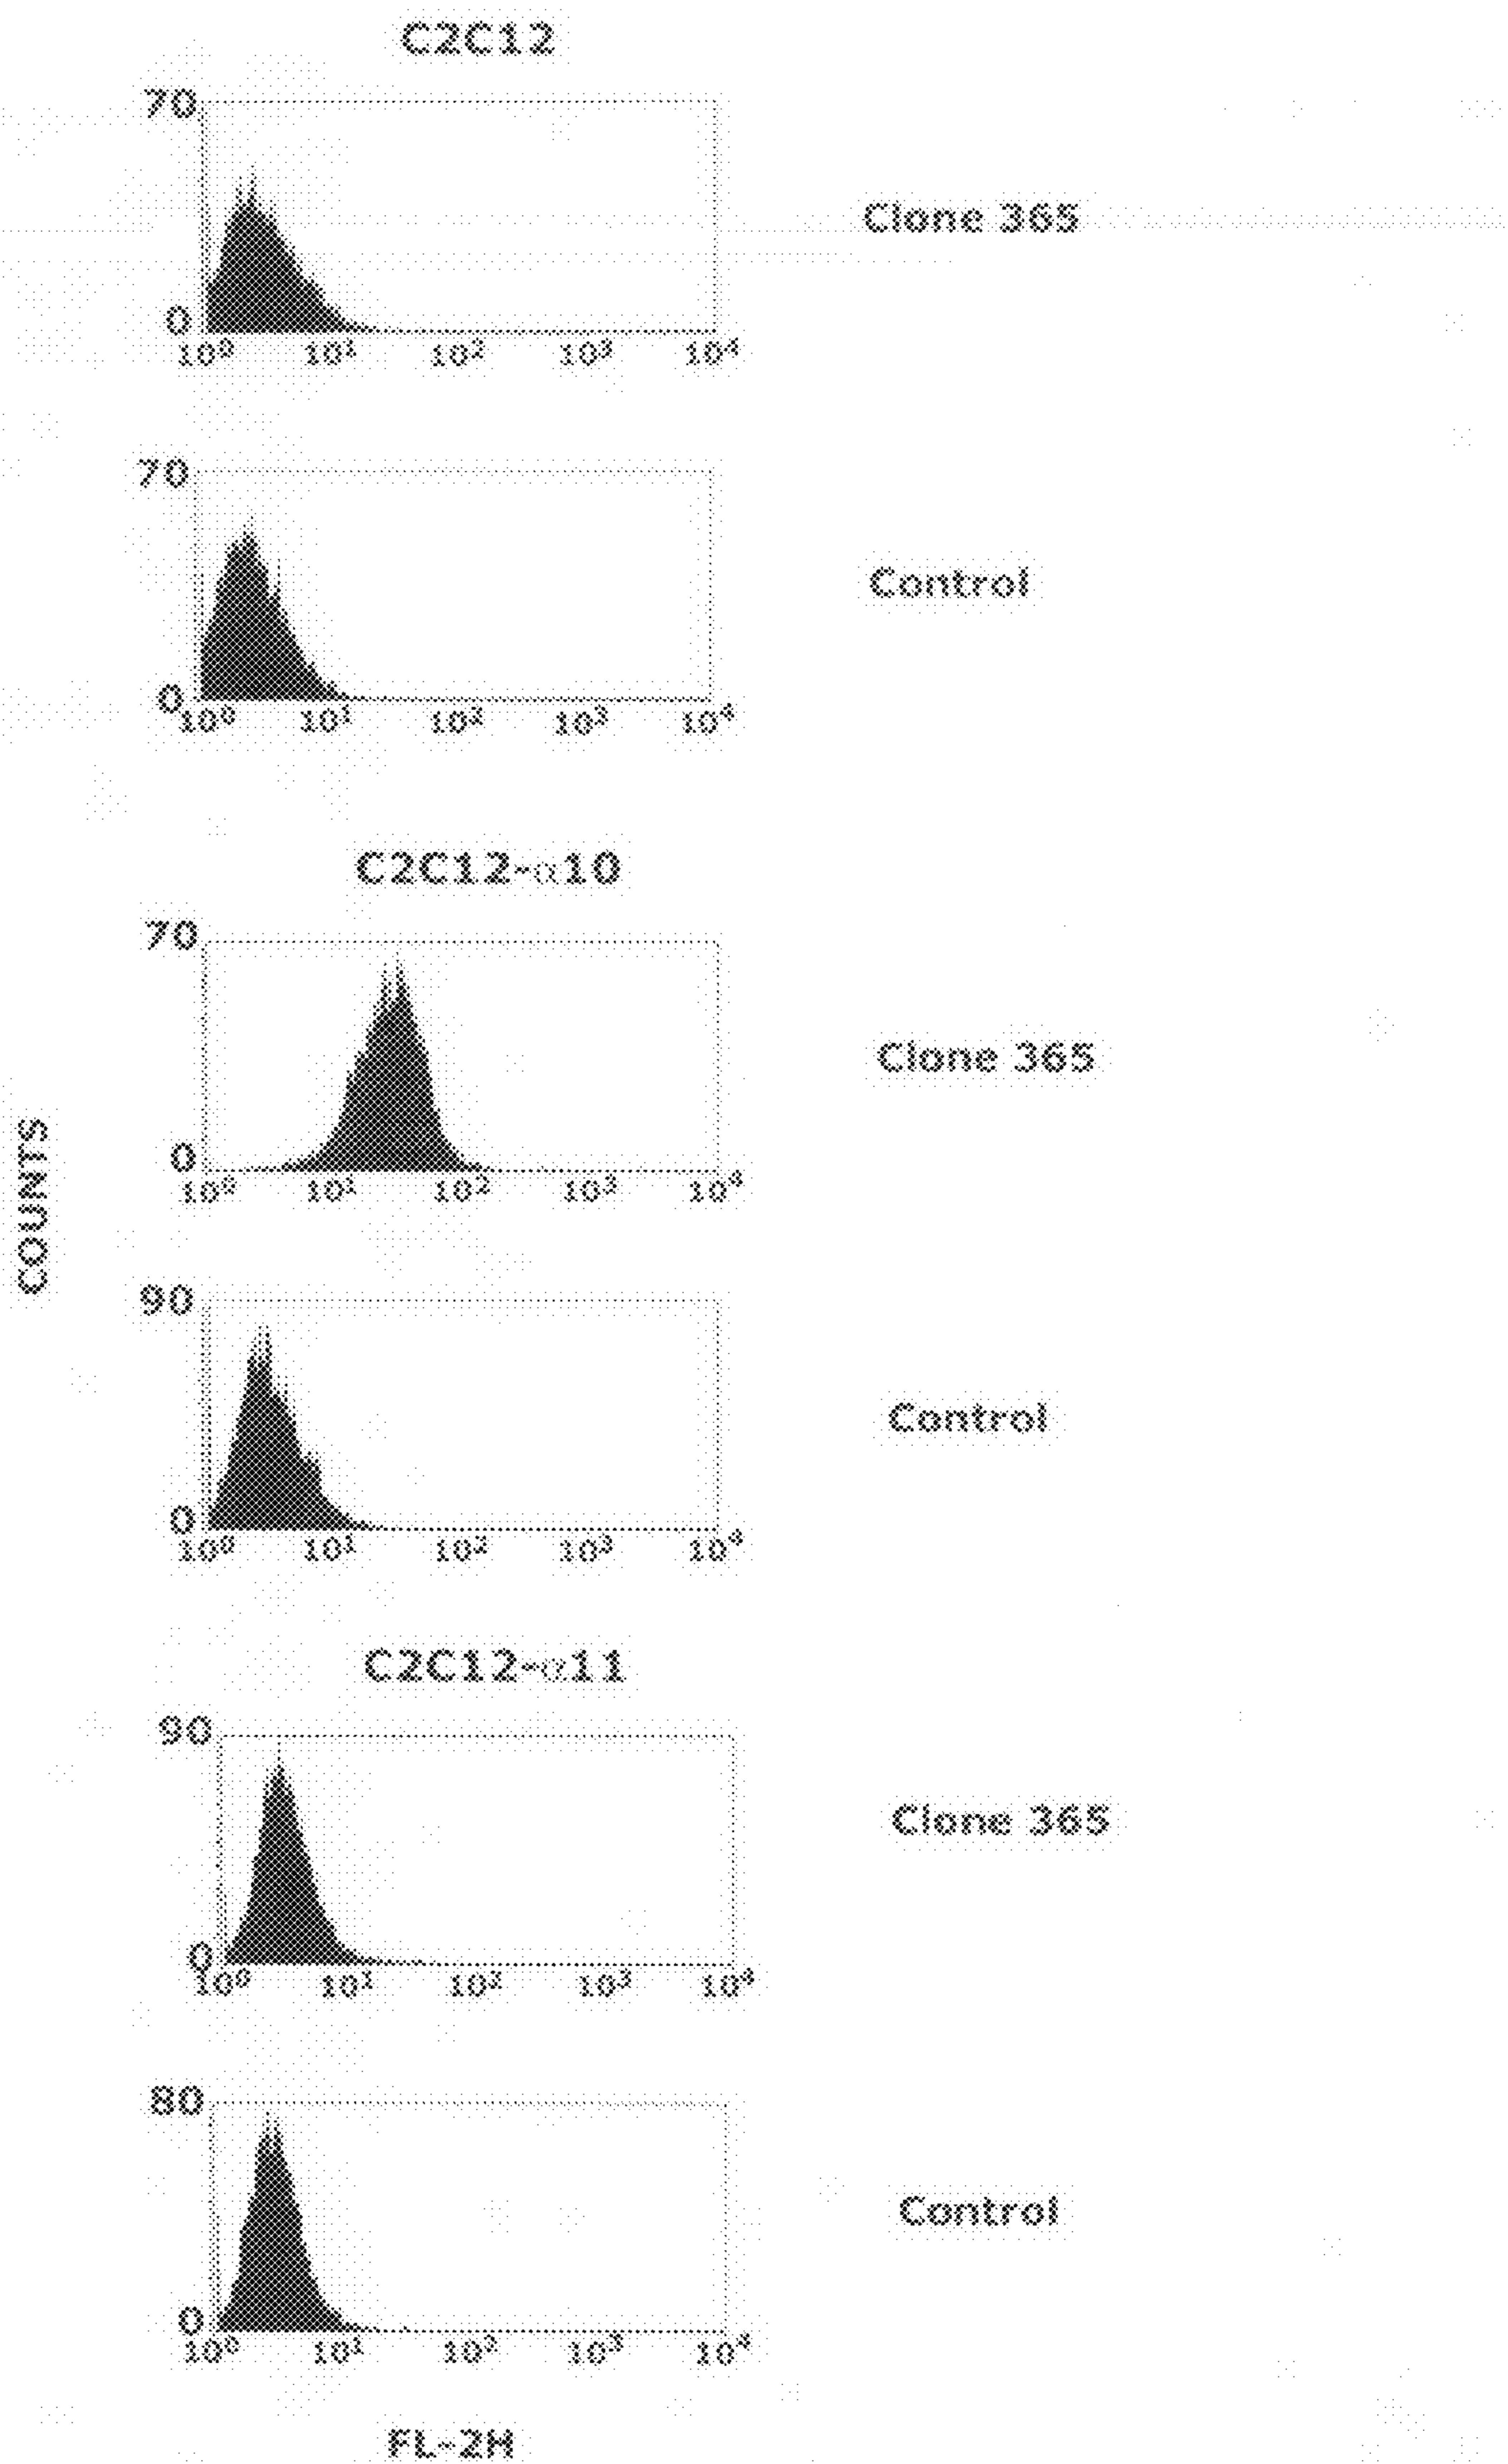 C2C12
70
Clone 365
0
10⁰ 10¹ 10² 10³ 10⁴
70
Control
0
10⁰ 10¹ 10² 10³ 10⁴
C2C12-α10
70
Clone 365
0
10⁰ 10¹ 10² 10³ 10⁴
COUNTS
90
Control
0
10⁰ 10¹ 10² 10³ 10⁴
C2C12-α11
90
Clone 365
0
10⁰ 10¹ 10² 10³ 10⁴
80
Control
0
10⁰ 10¹ 10² 10³ 10⁴
FL-2H